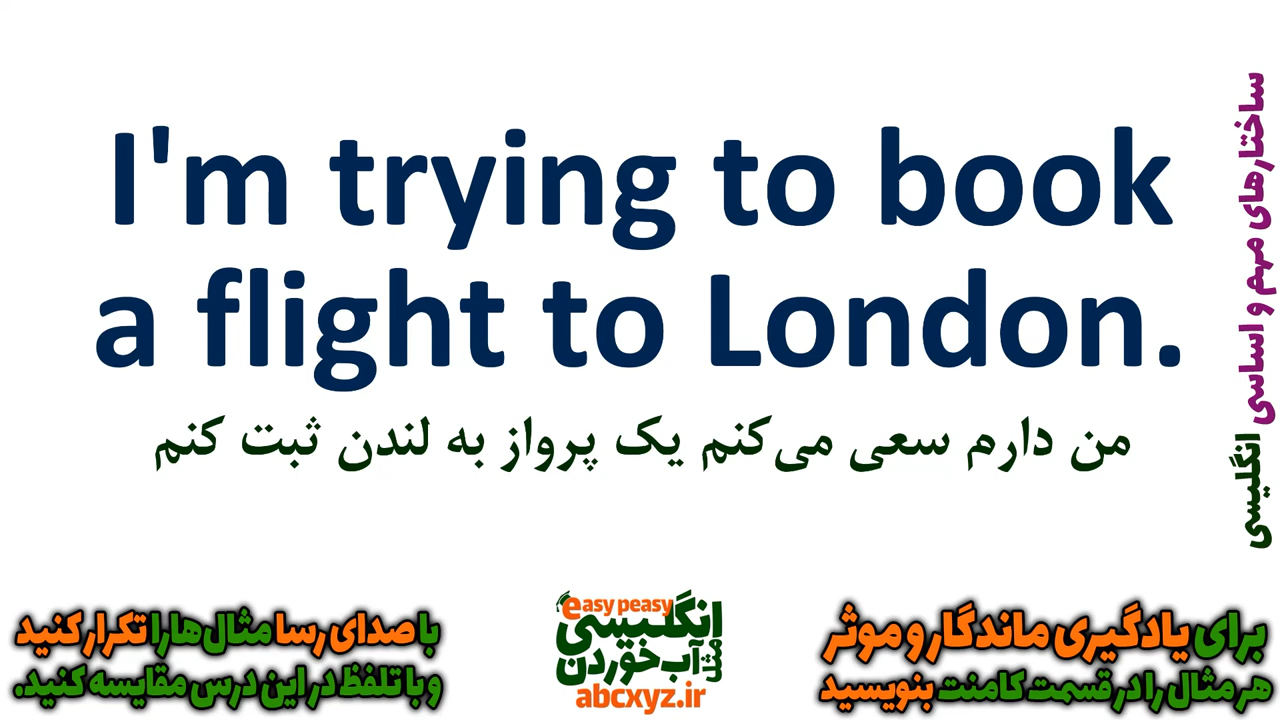 I'm trying to book
a flight to London.
من دارم سعی می‌کنم یک پرواز به لندن ثبت کنم
ساختارهای مهم و اساسی انگلیسی
برای یادگیری ماندگار و موثر
هر مثال را در قسمت کامنت بنویسید
easy peasy
انگلیسی
مثل آب خوردن
abcxyz.ir
با صدای رسا مثال‌ها را تکرار کنید
و با تلفظ در این درس مقایسه کنید.